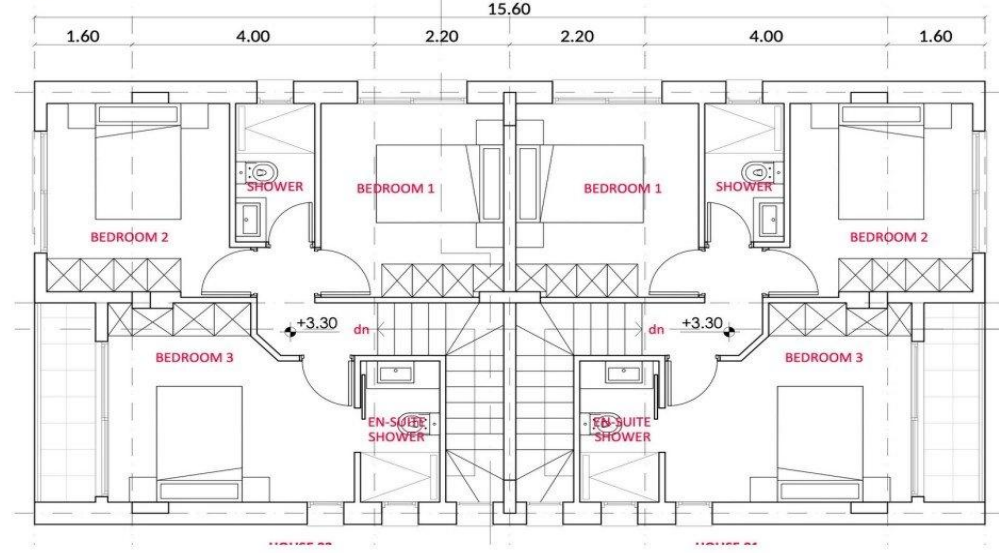 15.60
1.60 4.00 2.20 2.20 4.00 1.60
SHOWER BEDROOM 1 BEDROOM 1 SHOWER
BEDROOM 2 BEDROOM 2
+3.30 dn dn +3.30
BEDROOM 3 BEDROOM 3
EN-SUITE EN-SUITE
SHOWER SHOWER